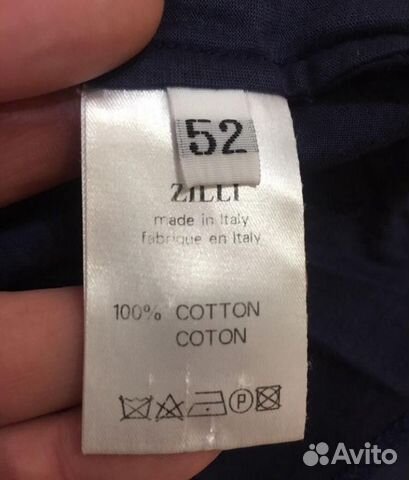 52
ZILLI
made in Italy
fabrique en Italy
100% COTTON
COTON
P
Avito